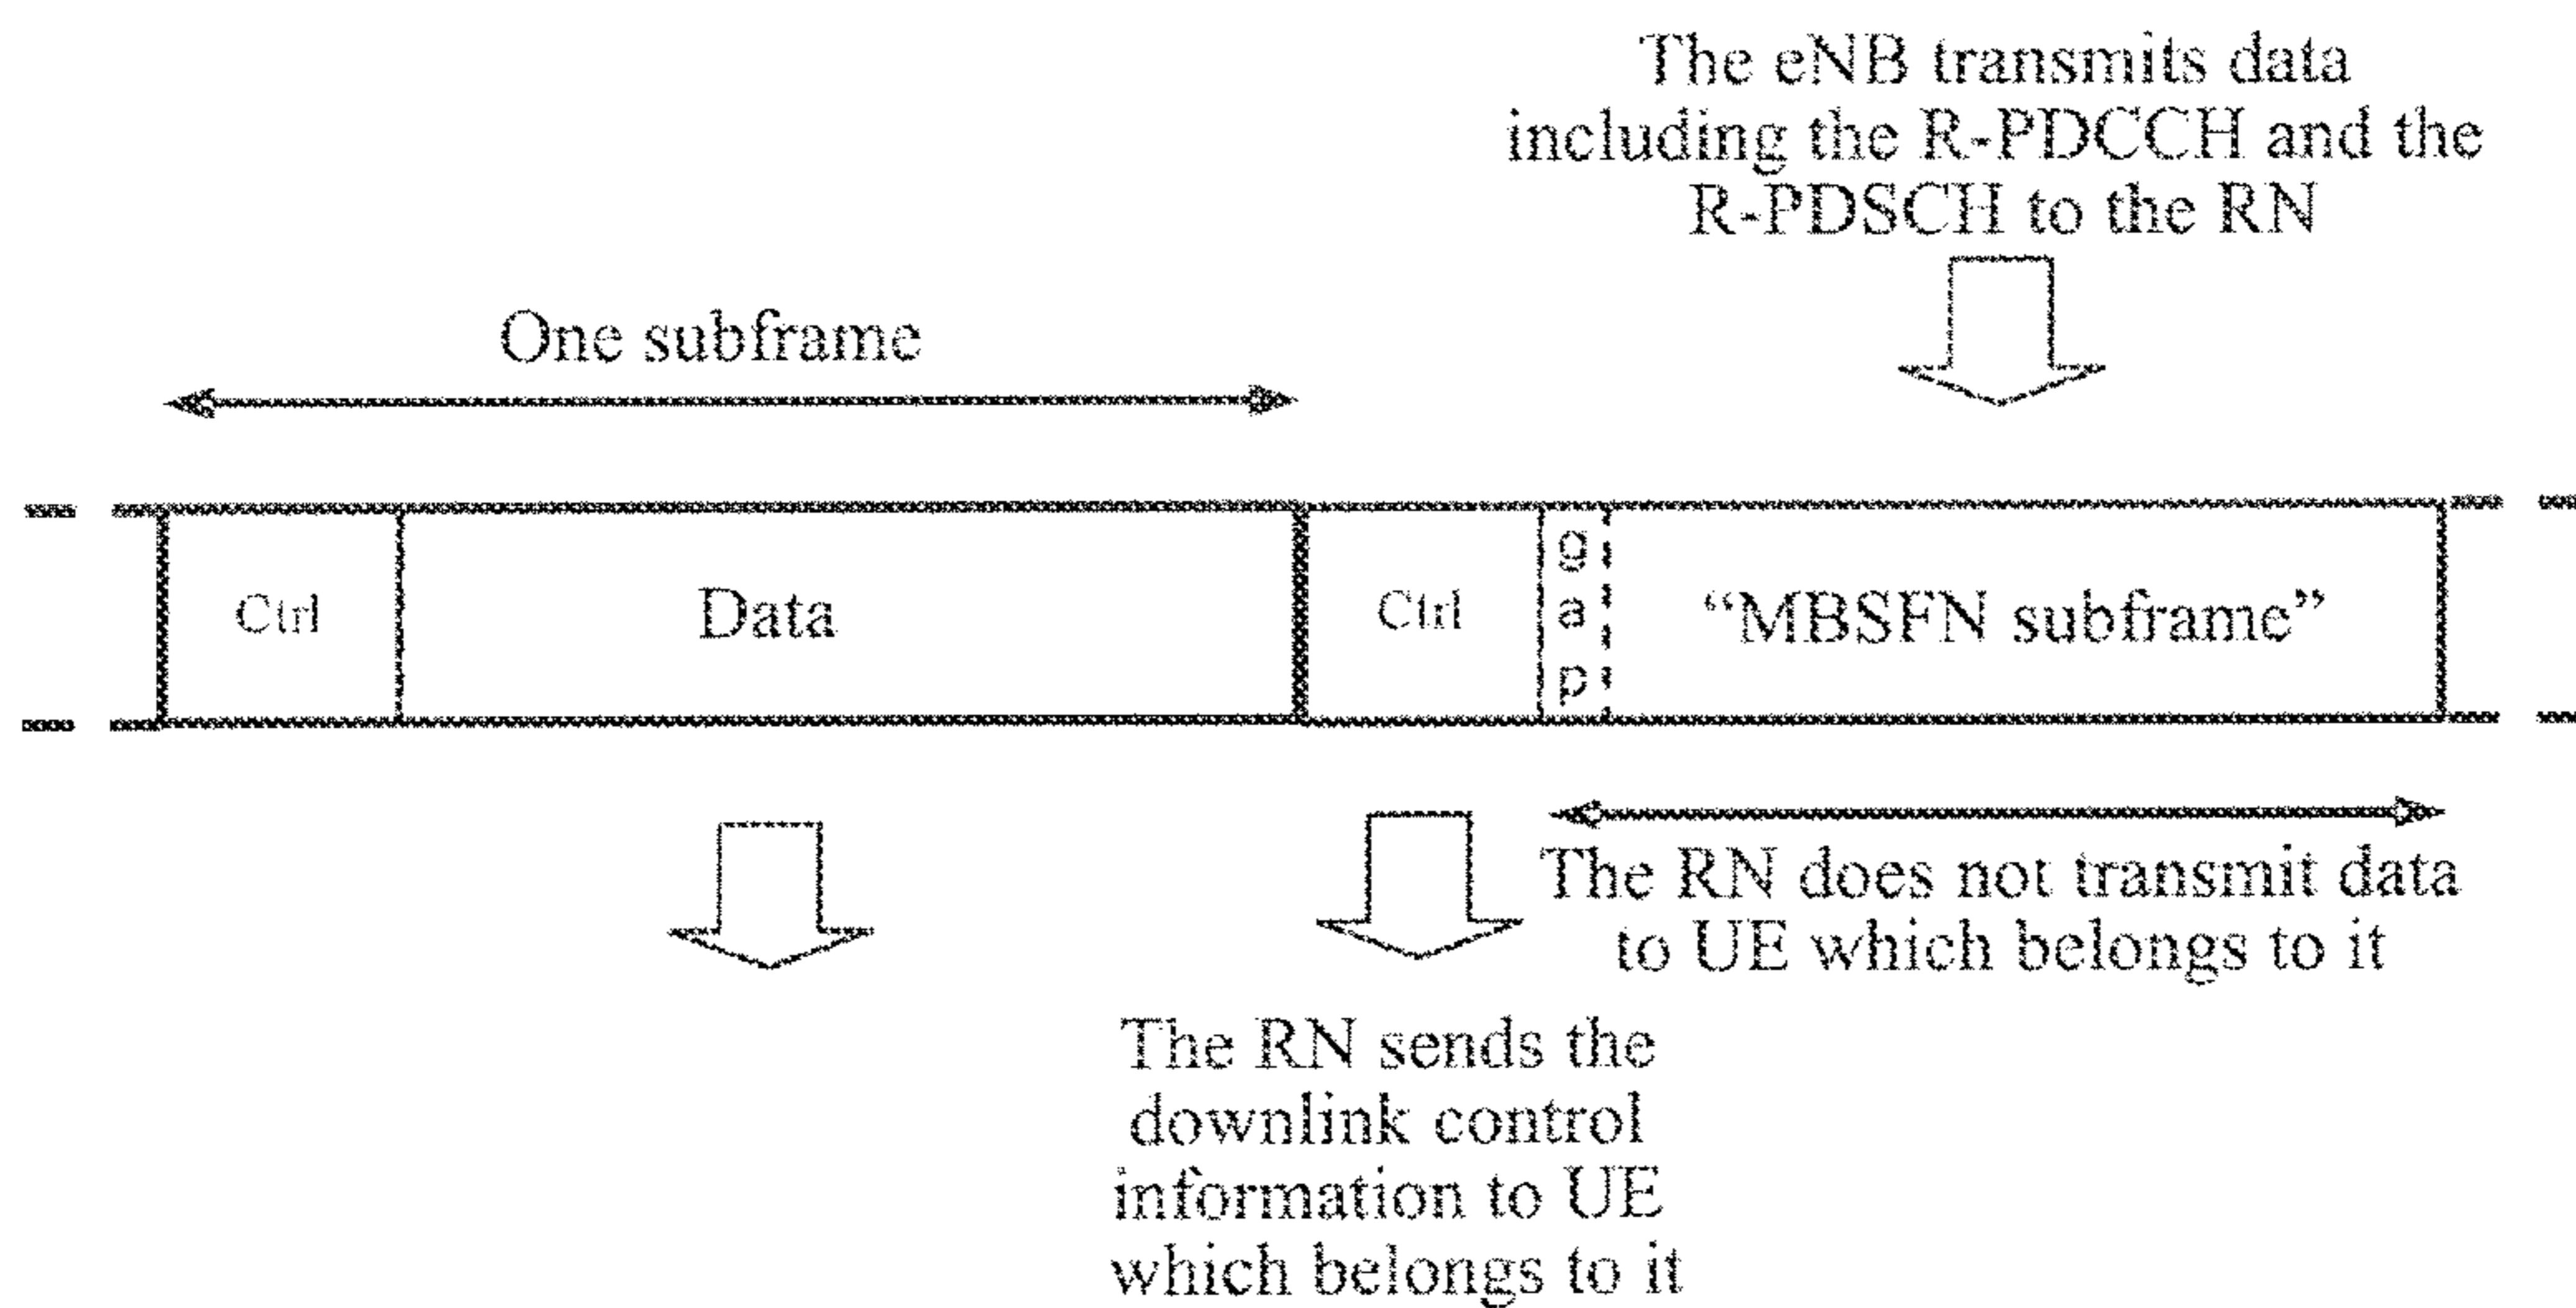 The eNB transmits data
including the R-PDCCH and the
R-PDSCH to the RN
One subframe
Ctrl
Data
Ctrl
gap
“MBSFN subframe”
The RN does not transmit data
to UE which belongs to it
The RN sends the
downlink control
information to UE
which belongs to it